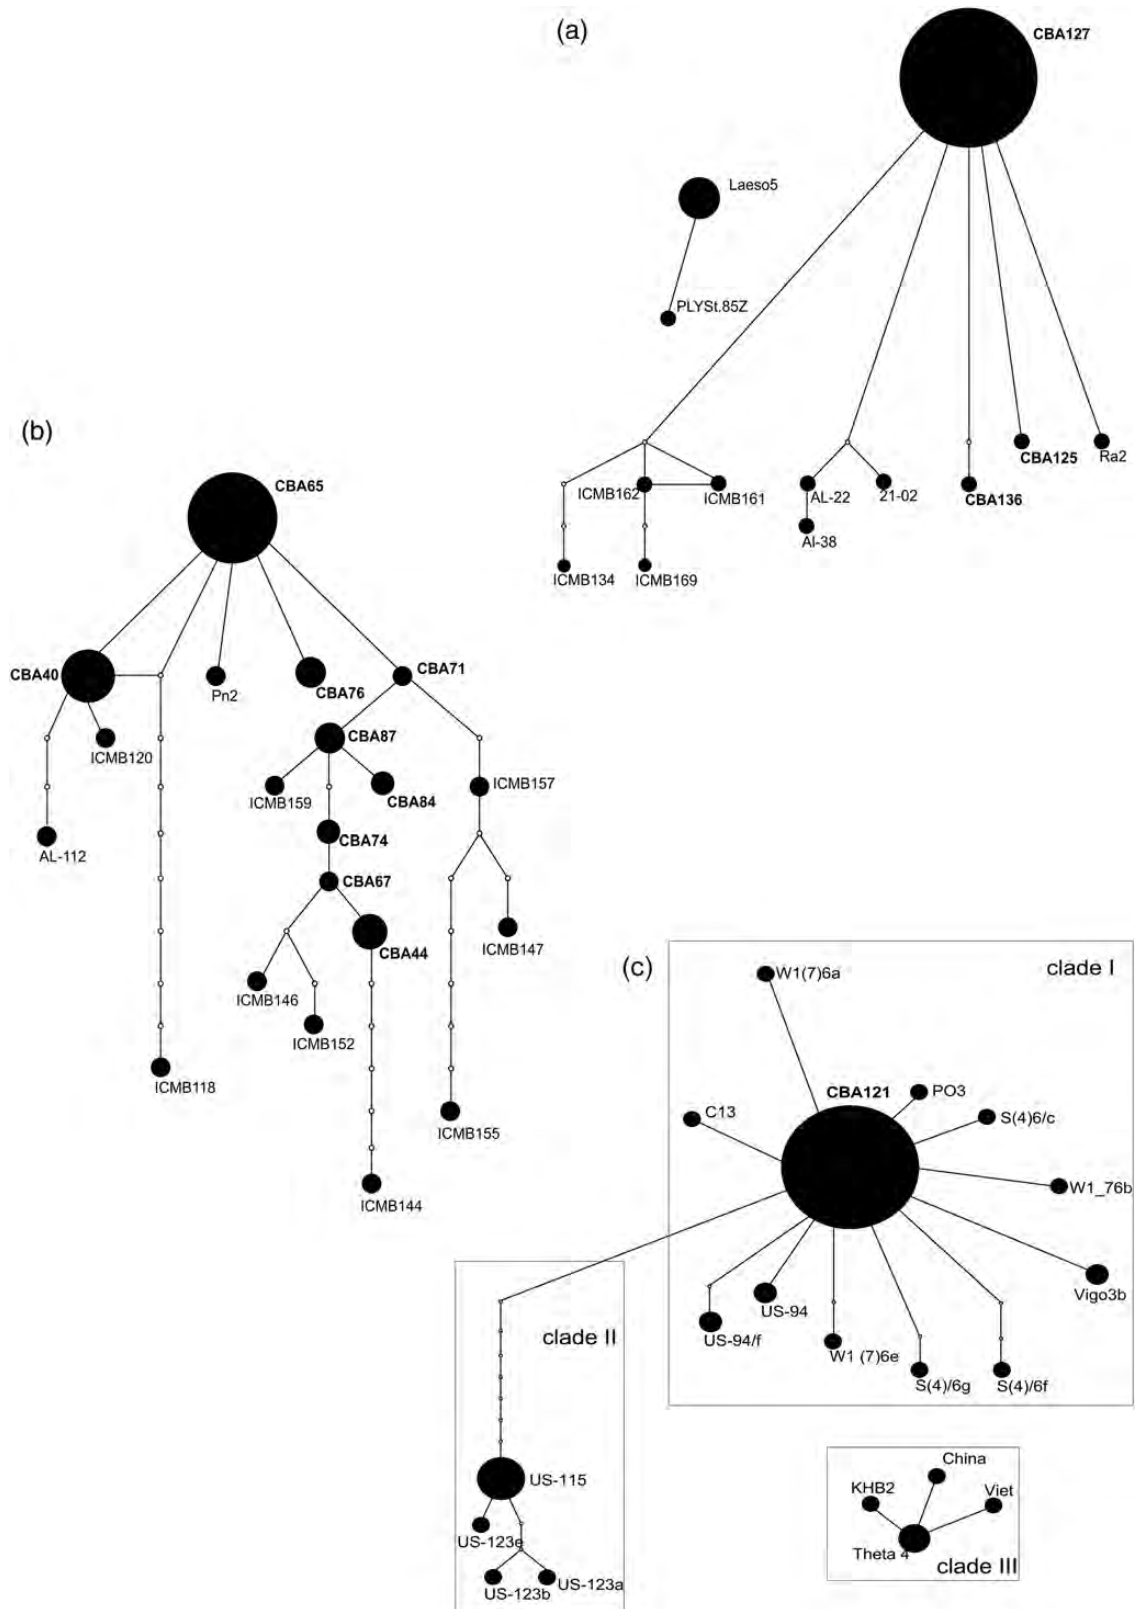 (a)
CBA127
Laeso5
PLYSt.85Z
CBA125
Ra2
ICMB162
ICMB161
AL-22
21-02
CBA136
Al-38
ICMB134
ICMB169
(b)
CBA65
CBA40
Pn2
CBA76
CBA71
ICMB120
CBA87
ICMB159
CBA84
ICMB157
AL-112
CBA74
CBA67
CBA44
ICMB147
ICMB146
ICMB152
ICMB118
ICMB155
ICMB144
(c)
clade I
W1(7)6a
CBA121
PO3
C13
S(4)6/c
W1_76b
Vigo3b
US-94
US-94/f
W1 (7)6e
S(4)/6g
S(4)/6f
clade II
US-115
US-123e
US-123b
US-123a
China
KHB2
Viet
Theta 4
clade III